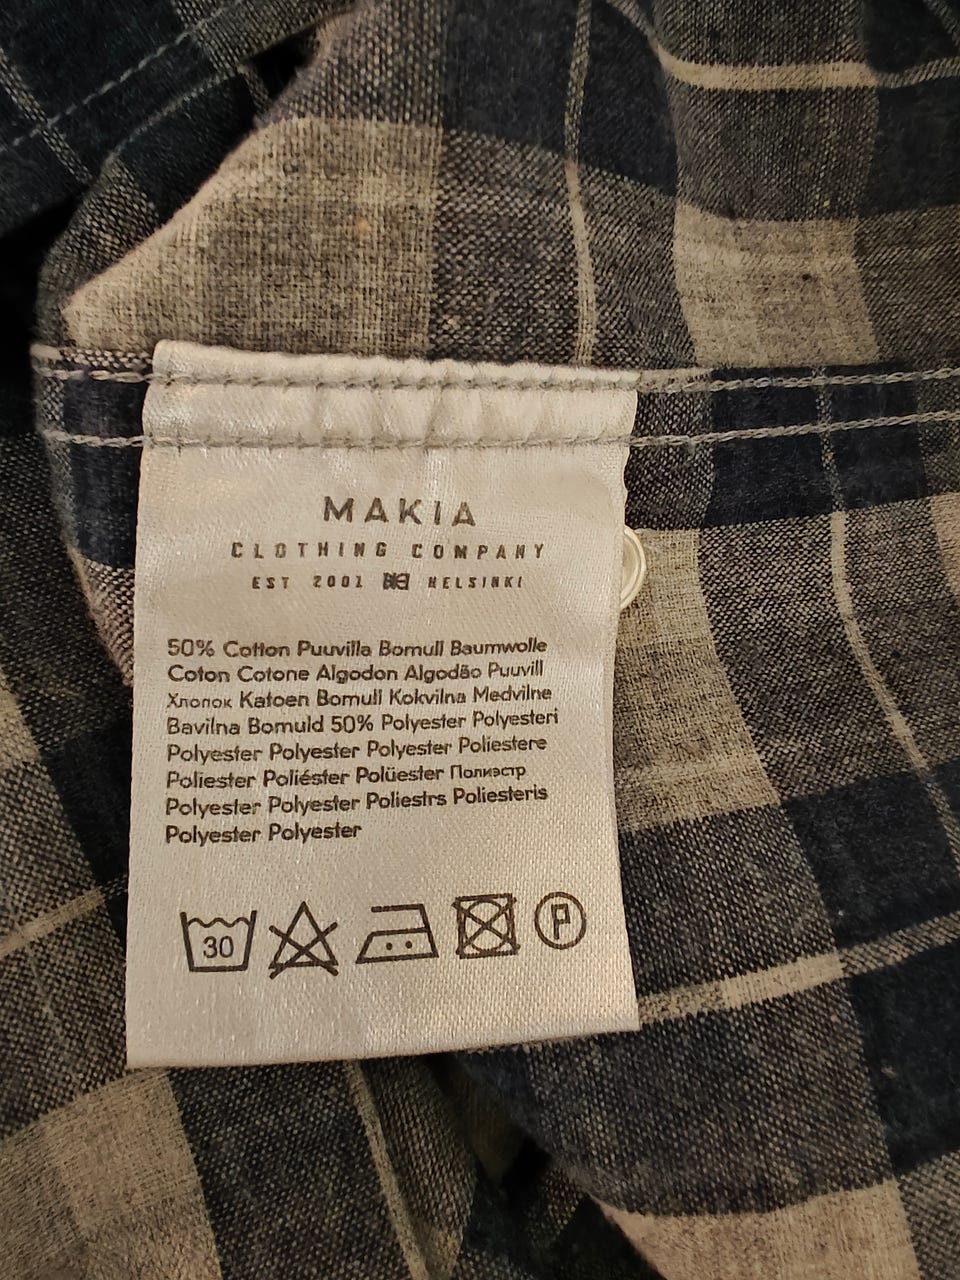 MAKIA
CLOTHING COMPANY
EST 2001 HELSINKI
50% Cotton Puuvilla Bomull Baumwolle
Coton Cotone Algodon Algodão Puuvill
Хлопок Katoen Bomull Kokvilna Medvilne
Bavilna Bomuld 50% Polyester Polyesteri
Polyester Polyester Polyester Poliestere
Poliester Poliéster Polüester Полиэстр
Polyester Polyester Poliestrs Poliesteris
Polyester Polyester
30 P